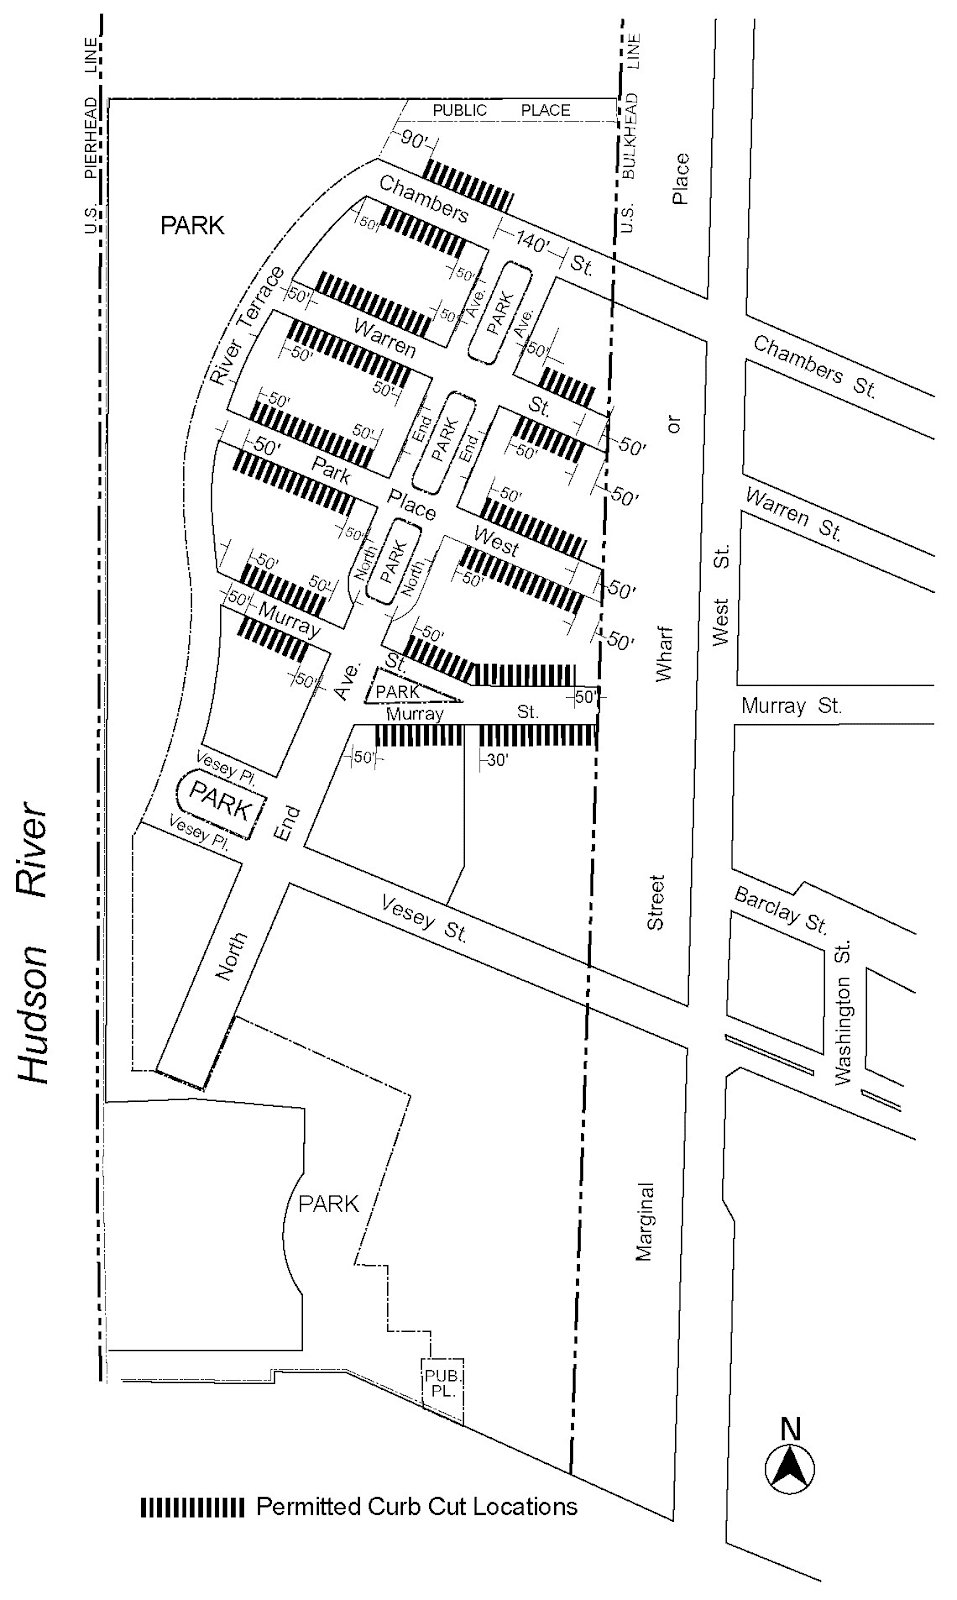 U.S. PIERHEAD LINE
U.S. BULKHEAD LINE
PUBLIC PLACE
90'
Place
Chambers
PARK
50'
140'
St.
50'
50'
Ave.
PARK
Ave.
River Terrace
50'
50'
Warren
50'
50'
50'
Chambers St.
50'
50'
End
PARK
End
St.
50'
50'
or
50'
Park
50'
Place
50'
Warren St.
50'
North
PARK
North
West
50'
50'
50'
50'
50'
50'
Murray
50'
St.
Wharf
West St.
50'
Ave.
PARK
50'
Murray St.
Murray St.
50'
30'
Vesey Pl.
PARK
Vesey Pl.
End
Hudson River
Vesey St.
Street
Barclay St.
North
Washington St.
PARK
Marginal
PUB.
PL.
N
Permitted Curb Cut Locations